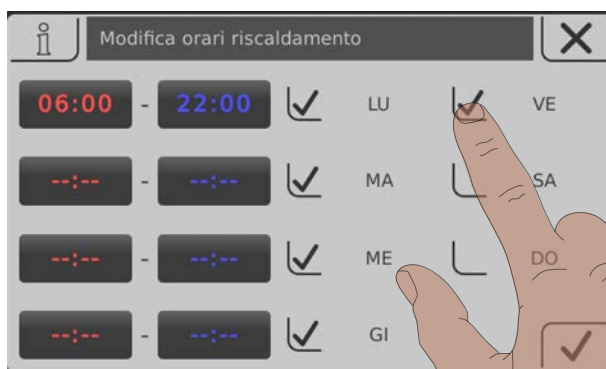 Modifica orari riscaldamento
06:00 - 22:00 LU VE
--:-- - --:-- MA SA
--:-- - --:-- ME DO
--:-- - --:-- GI